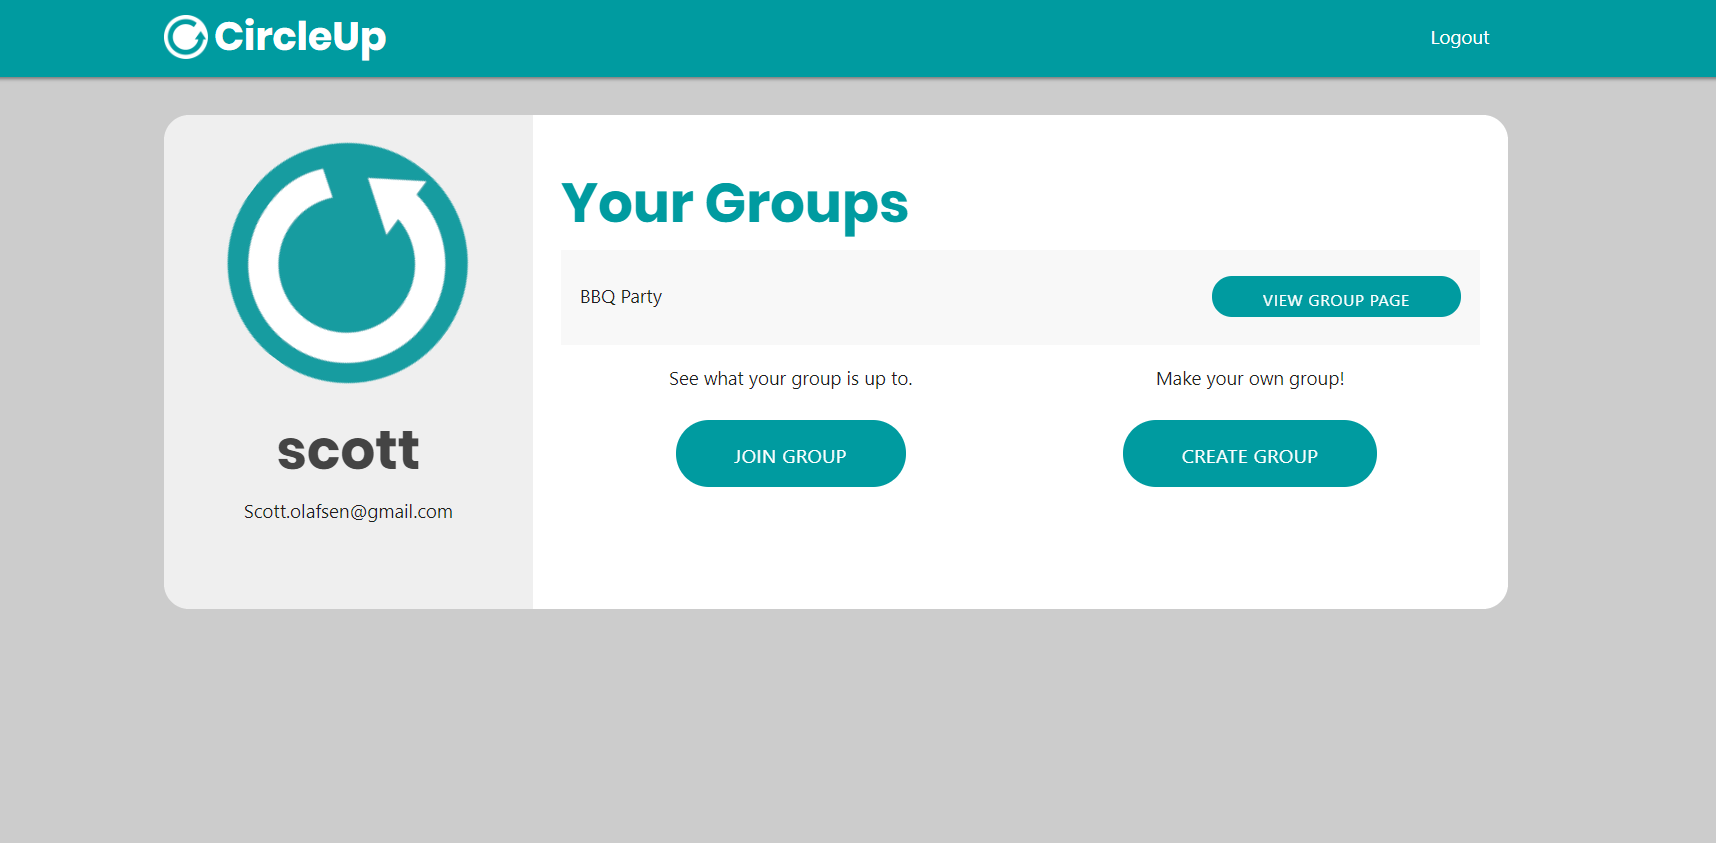 CircleUp
Logout
Your Groups
BBQ Party
VIEW GROUP PAGE
See what your group is up to.
Make your own group!
JOIN GROUP
CREATE GROUP
scott
Scott.olafsen@gmail.com